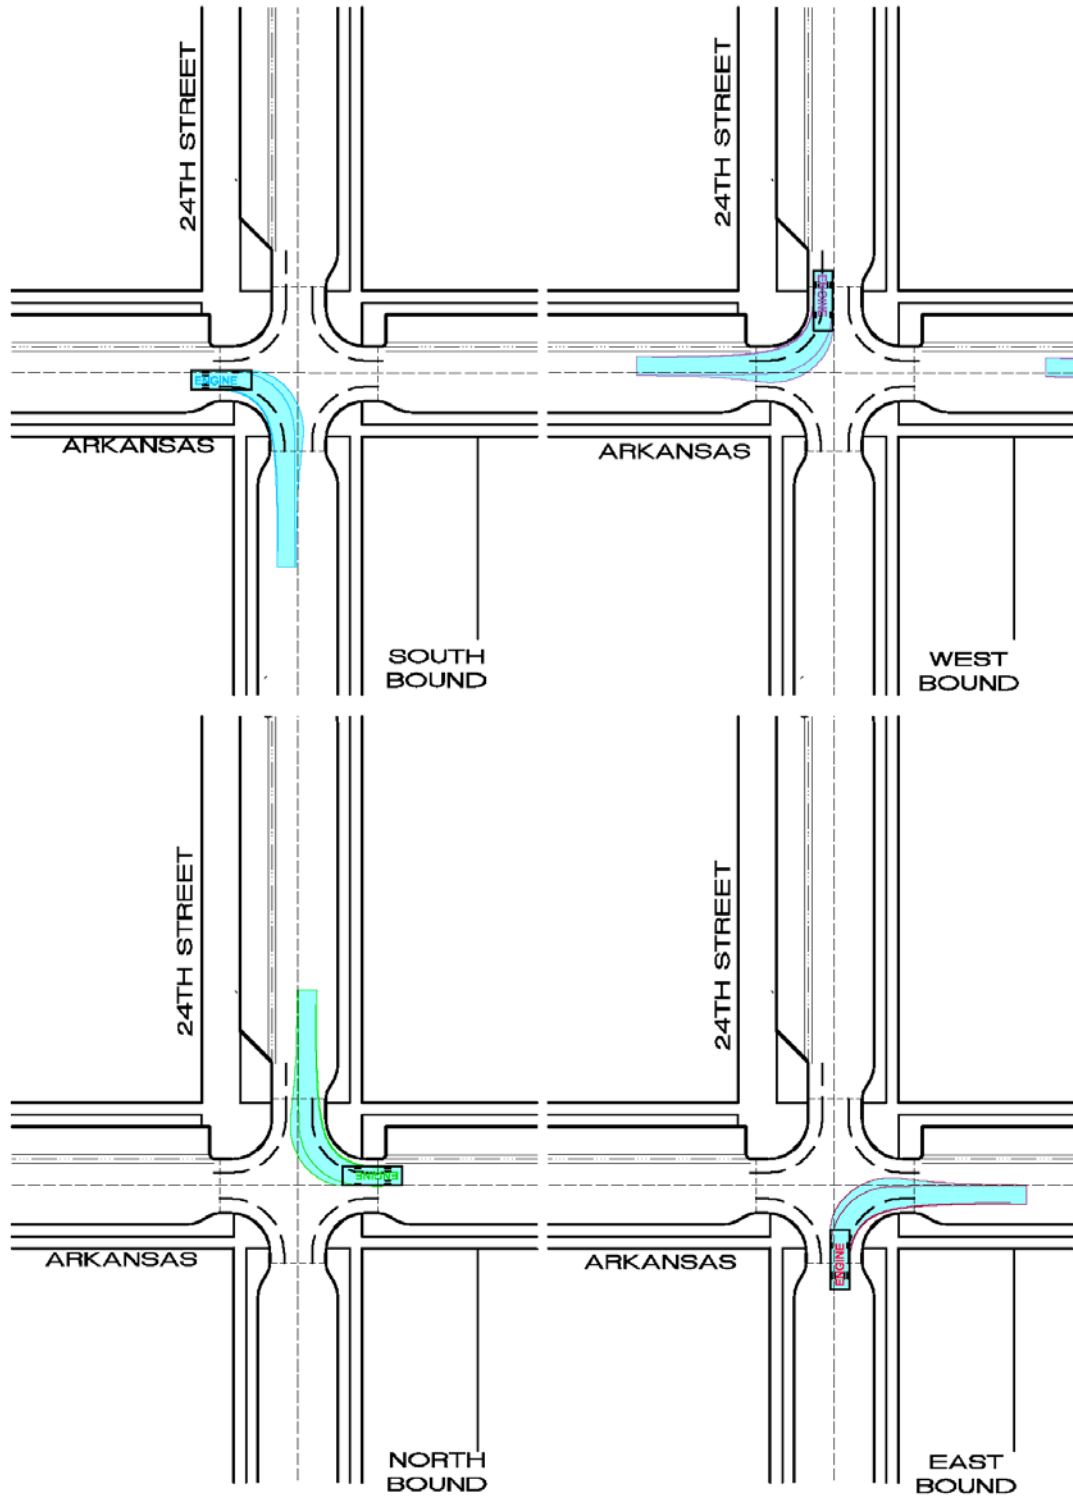 24TH STREET
ENGINE
ARKANSAS
SOUTH
BOUND
24TH STREET
ENGINE
ARKANSAS
WEST
BOUND
24TH STREET
ENGINE
ARKANSAS
NORTH
BOUND
24TH STREET
ENGINE
ARKANSAS
EAST
BOUND